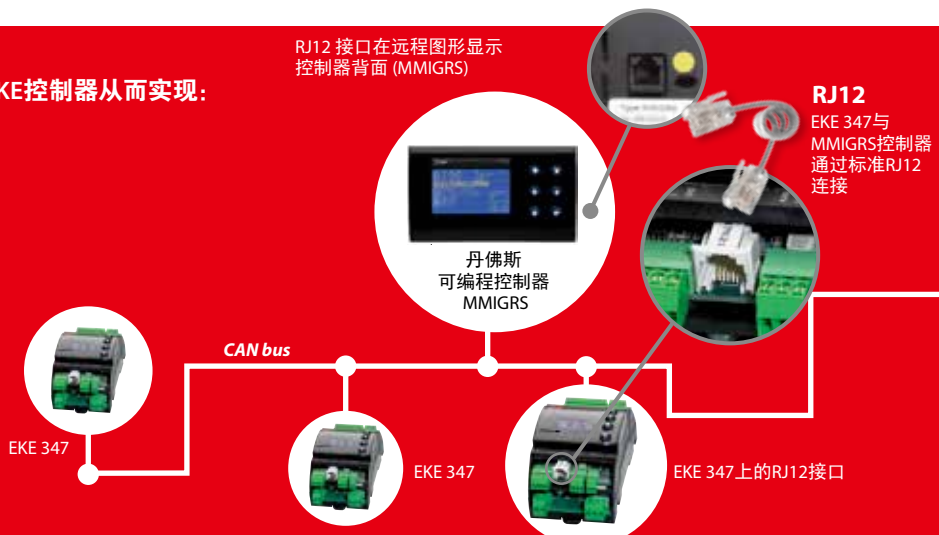 RJ12 接口在远程图形显示
控制器背面 (MMIGRS)
KE控制器从而实现：
RJ12
EKE 347与
MMIGRS控制器
通过标准RJ12
连接
丹佛斯
可编程控制器
MMIGRS
CAN bus
EKE 347
EKE 347
EKE 347上的RJ12接口